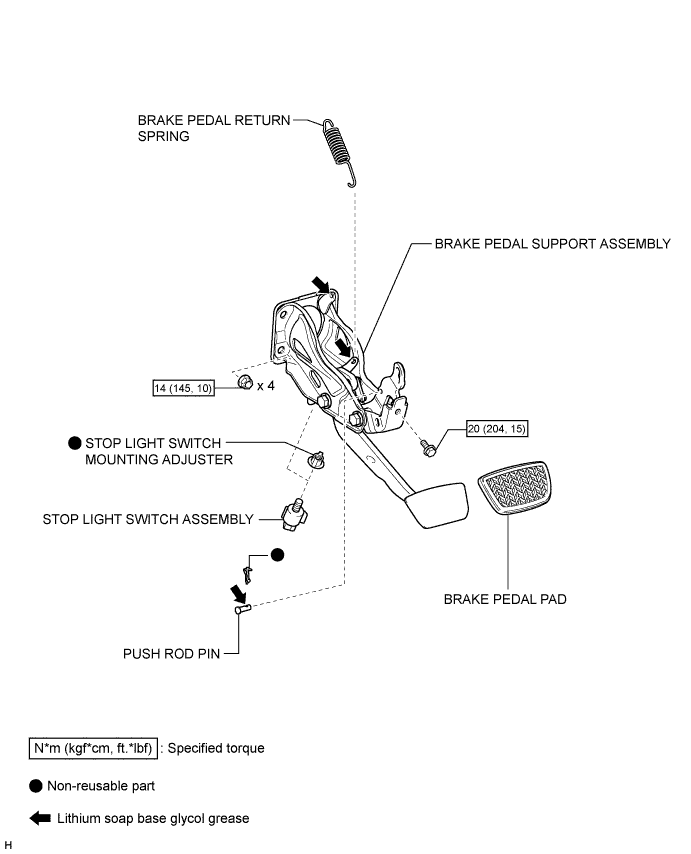 BRAKE PEDAL RETURN
SPRING
BRAKE PEDAL SUPPORT ASSEMBLY
14 (145, 10)
x 4
20 (204, 15)
STOP LIGHT SWITCH
MOUNTING ADJUSTER
STOP LIGHT SWITCH ASSEMBLY
BRAKE PEDAL PAD
PUSH ROD PIN
N*m (kgf*cm, ft.*lbf) : Specified torque
Non-reusable part
Lithium soap base glycol grease
H